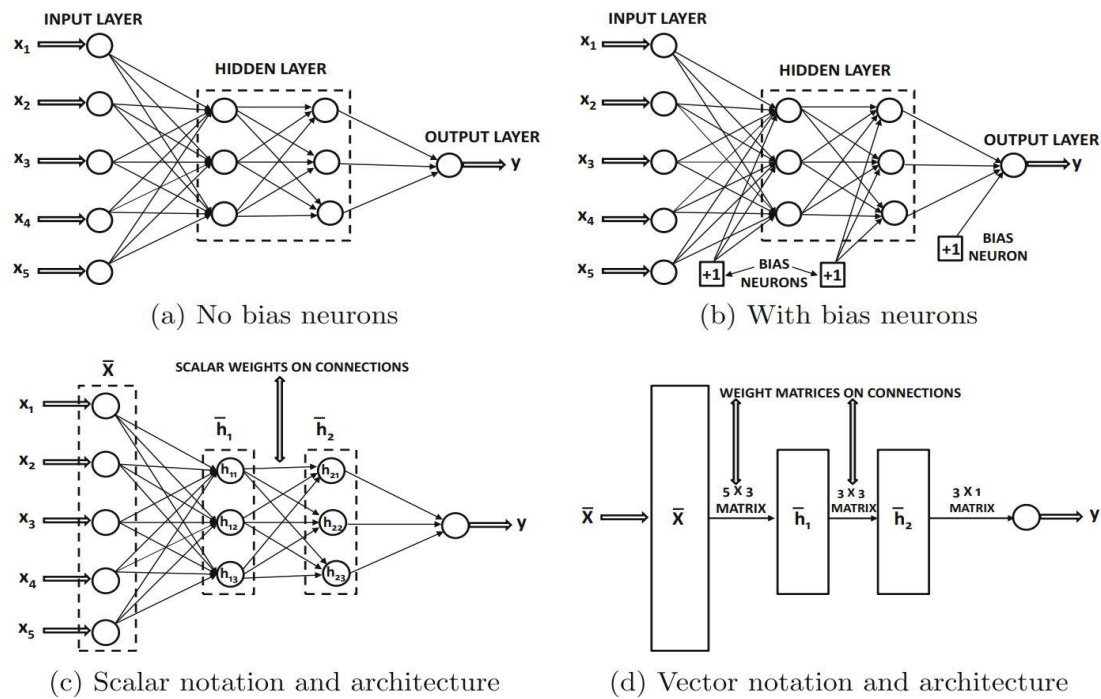 INPUT LAYER
x₁
x₂
x₃
x₄
x₅
HIDDEN LAYER
OUTPUT LAYER
y
(a) No bias neurons
INPUT LAYER
x₁
x₂
x₃
x₄
x₅
HIDDEN LAYER
OUTPUT LAYER
y
+1
BIAS
NEURONS
+1
+1
BIAS
NEURON
(b) With bias neurons
SCALAR WEIGHTS ON CONNECTIONS
X̅
x₁
x₂
x₃
x₄
x₅
h̅₁
h̅₂
h₁₁
h₁₂
h₁₃
h₂₁
h₂₂
h₂₃
y
(c) Scalar notation and architecture
WEIGHT MATRICES ON CONNECTIONS
X̅
X̅
5 X 3
MATRIX
h̅₁
3 X 3
MATRIX
h̅₂
3 X 1
MATRIX
y
(d) Vector notation and architecture